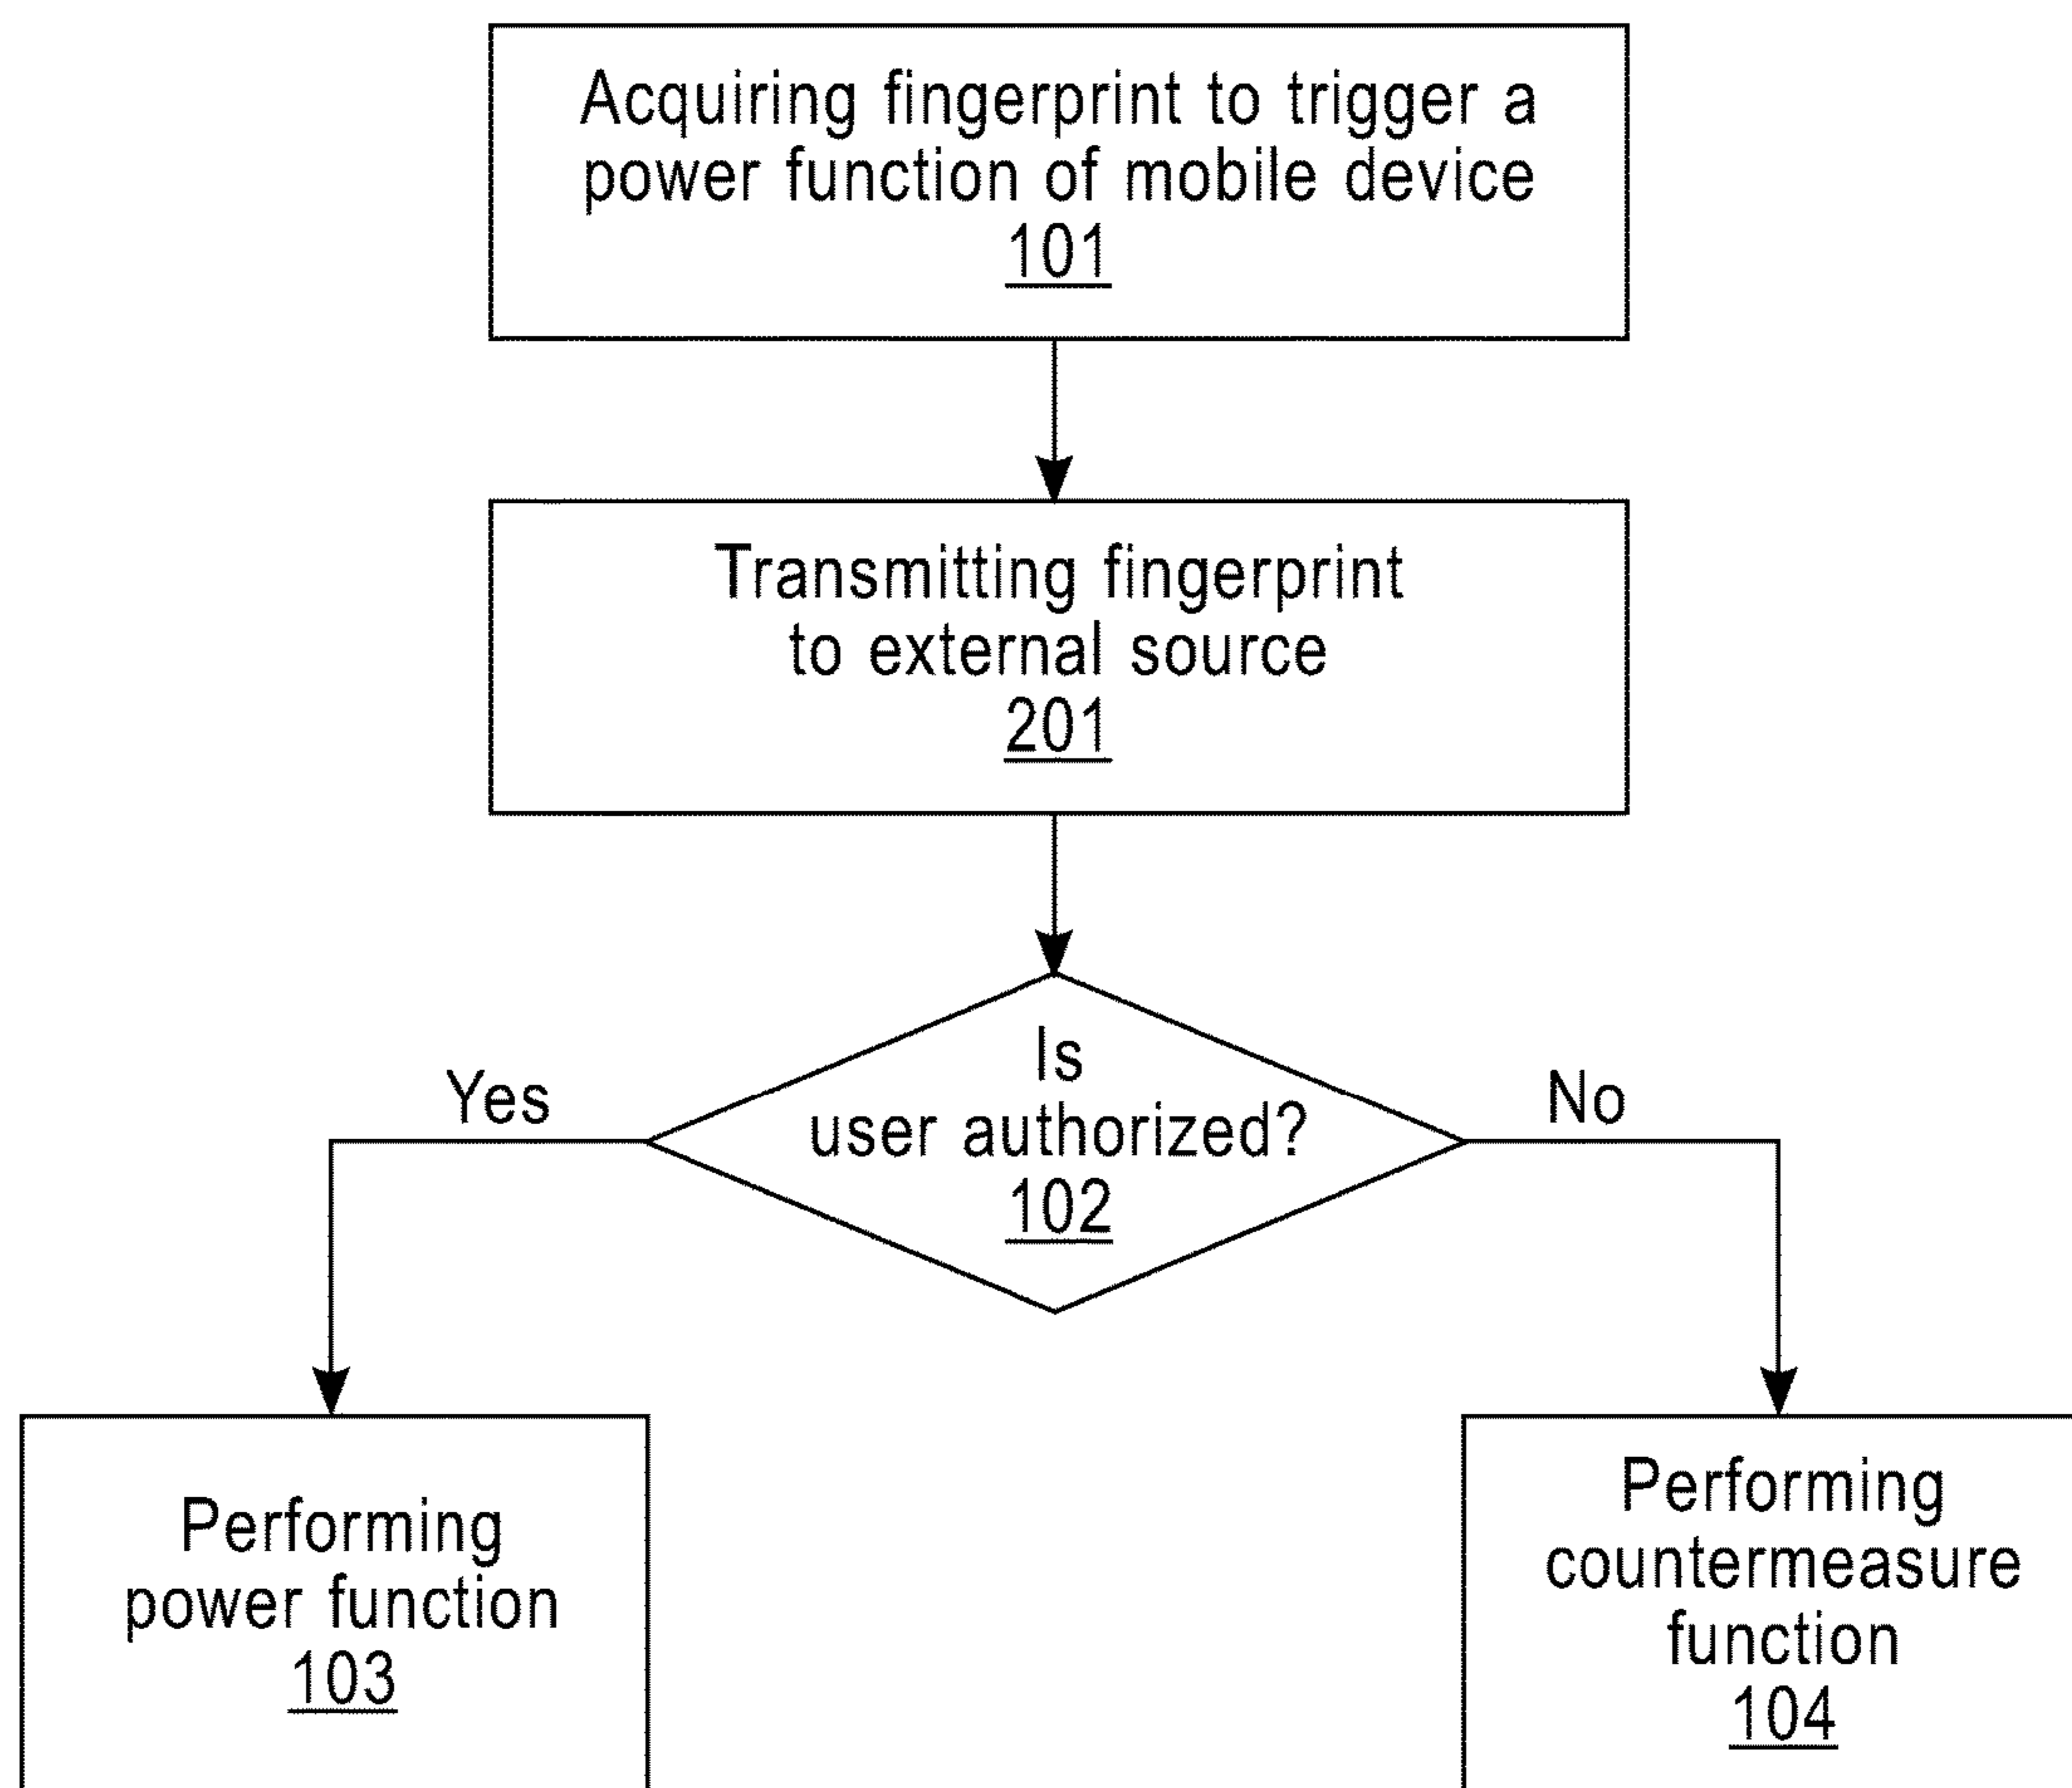 Acquiring fingerprint to trigger a
power function of mobile device
101
Transmitting fingerprint
to external source
201
Is
user authorized?
102
Yes
No
Performing
power function
103
Performing
countermeasure
function
104